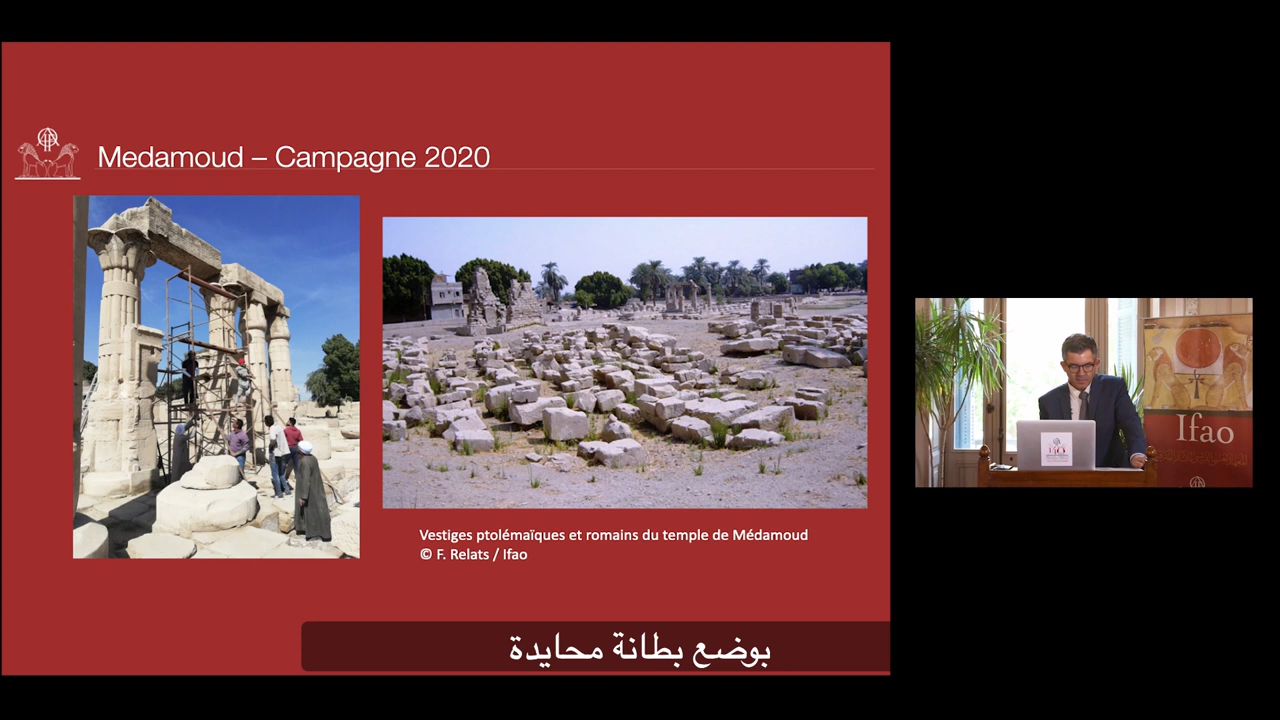 Medamoud – Campagne 2020
Vestiges ptolémaïques et romains du temple de Médamoud
© F. Relats / Ifao
بوضع بطانة محايدة
Ifao